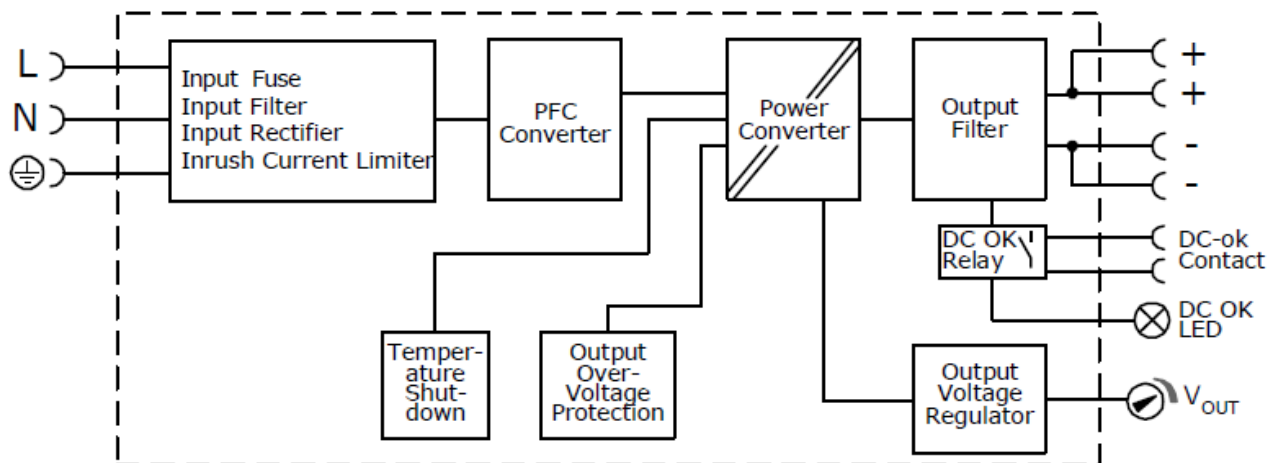 L
N
Input Fuse
Input Filter
Input Rectifier
Inrush Current Limiter
PFC
Converter
Power
Converter
Output
Filter
+
+
-
-
DC OK
Relay
DC-ok
Contact
DC OK
LED
Temper-
ature
Shut-
down
Output
Over-
Voltage
Protection
Output
Voltage
Regulator
VOUT